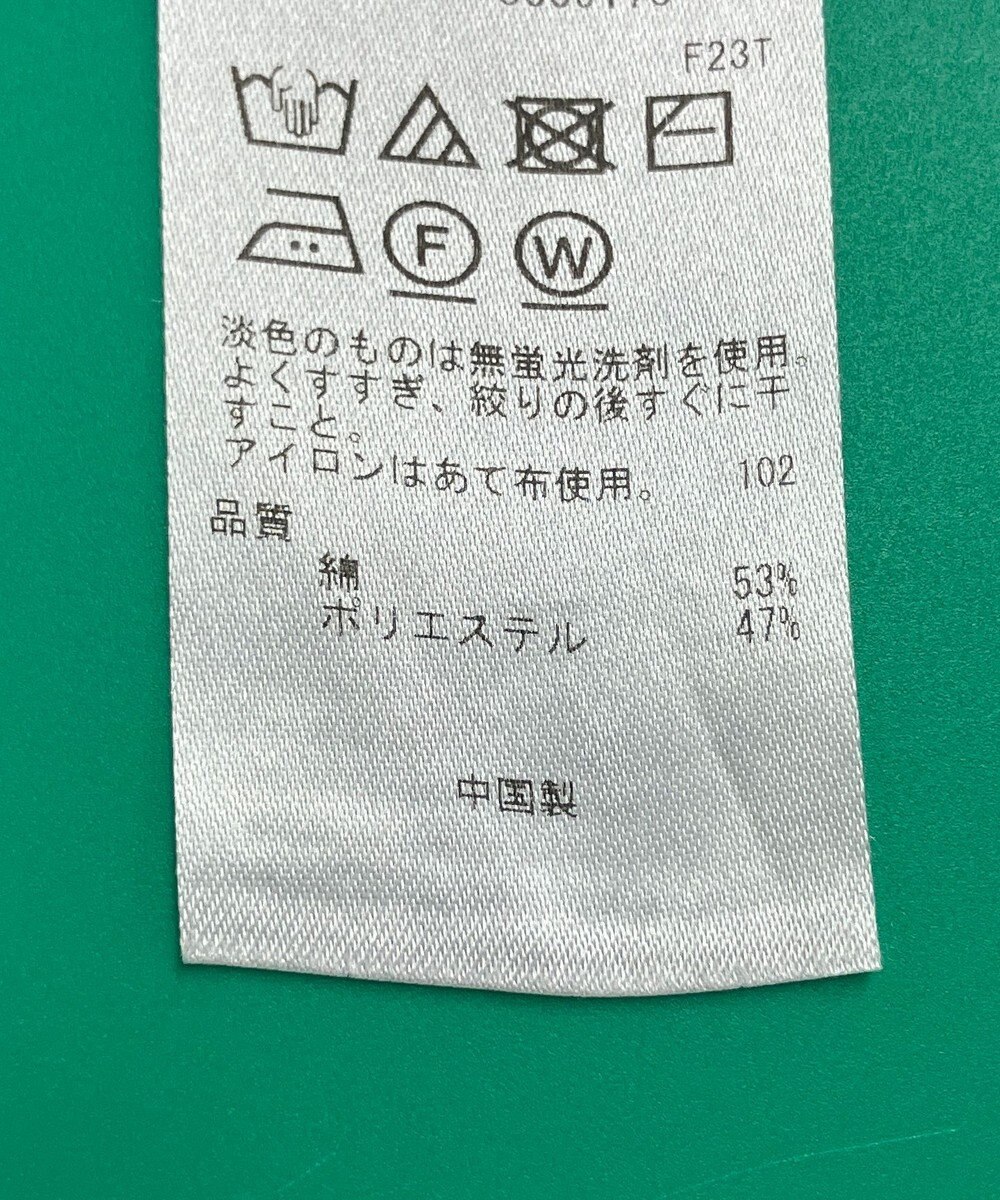 F23T
F
W
淡色のものは無蛍光洗剤を使用。
よくすすぎ、絞りの後すぐに干
すこと。
アイロンはあて布使用。 102
品質
綿 53%
ポリエステル 47%
中国製